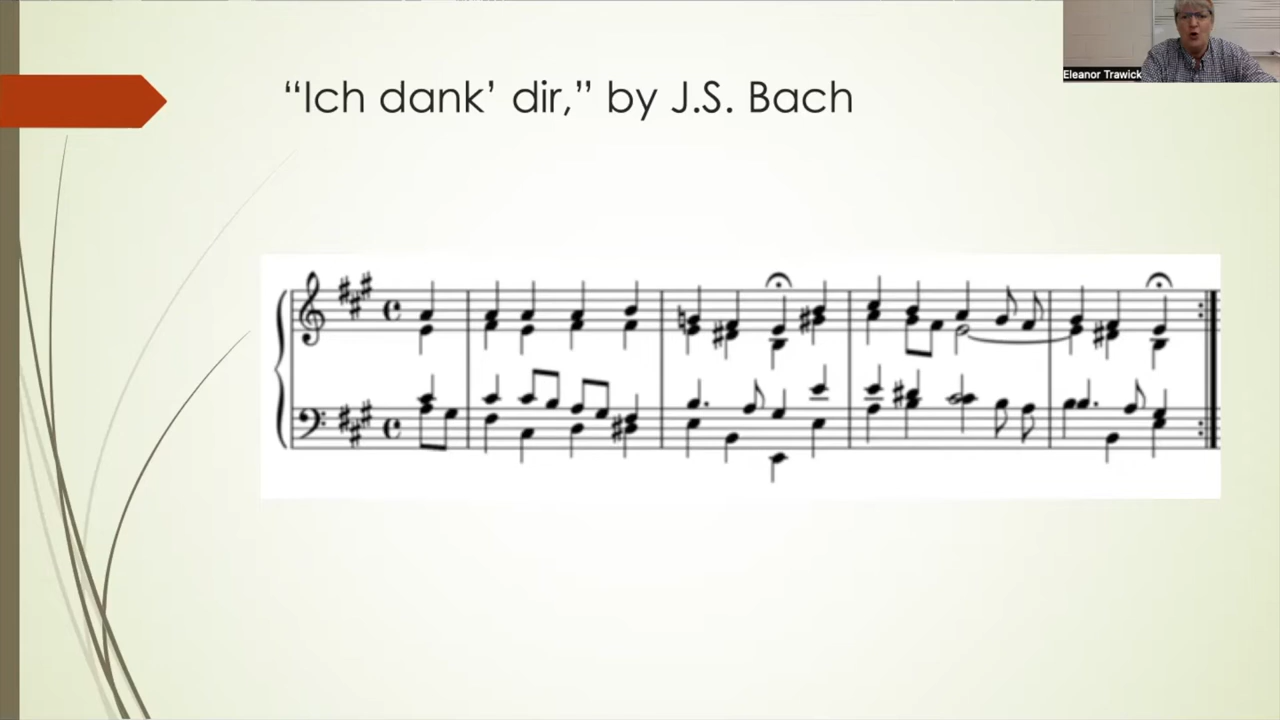 “Ich dank’ dir,” by J.S. Bach
Eleanor Trawick